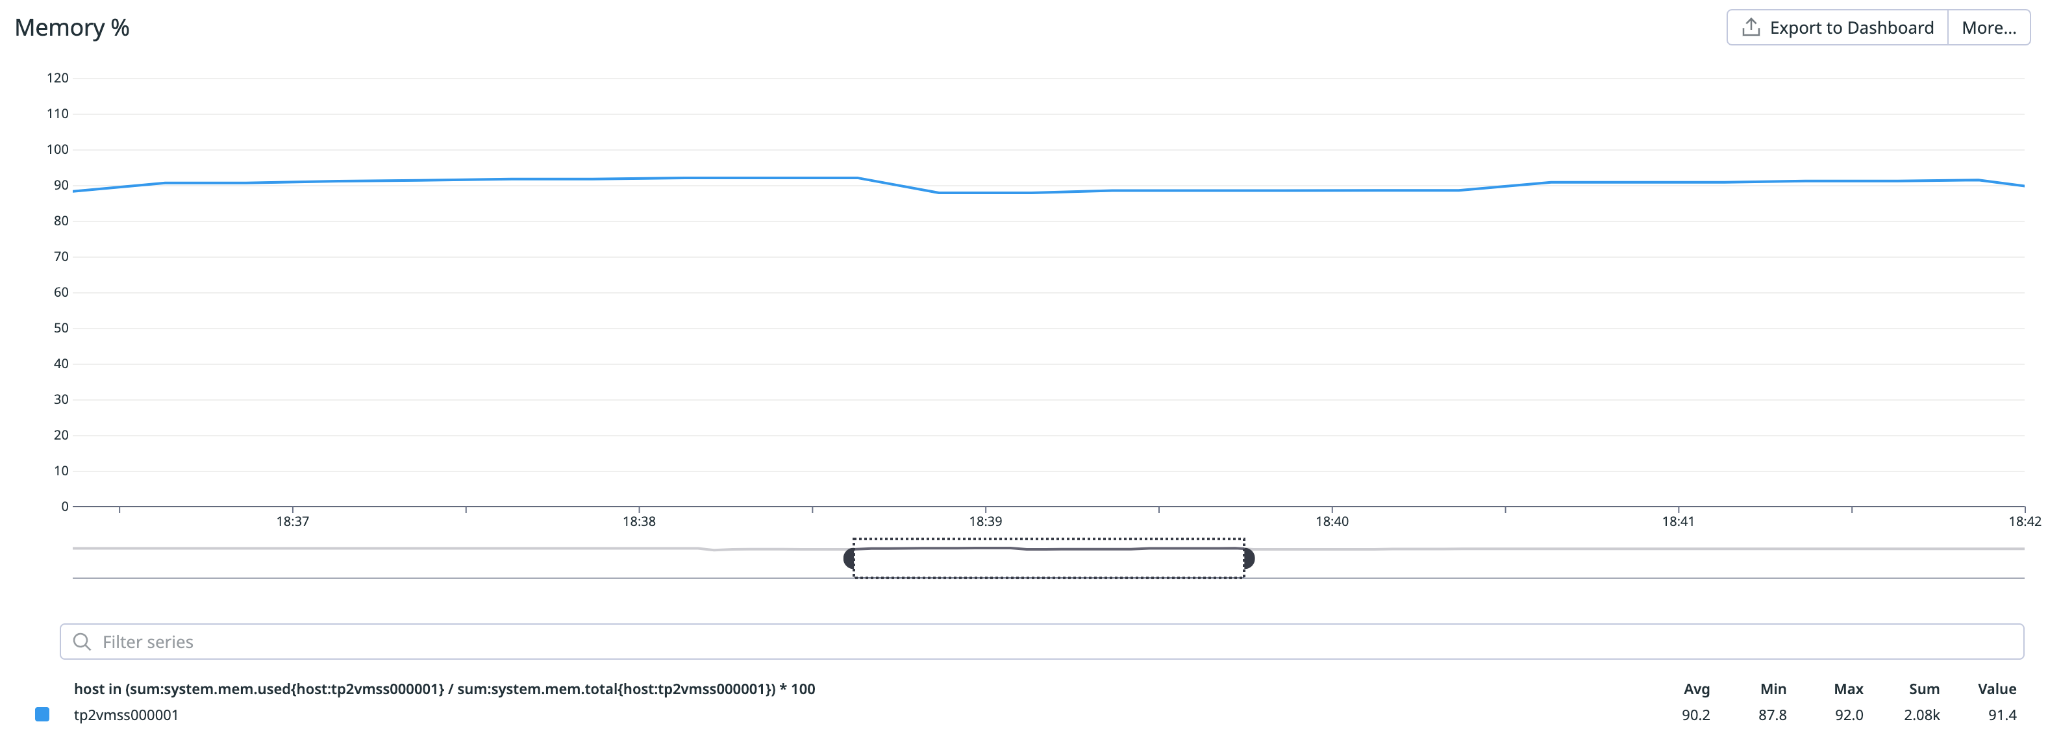 Memory %
Export to Dashboard More...
120
110
100
90
80
70
60
50
40
30
20
10
0
18:37 18:38 18:39 18:40 18:41 18:42
Filter series
host in (sum:system.mem.used{host:tp2vmss000001} / sum:system.mem.total{host:tp2vmss000001}) * 100 Avg Min Max Sum Value
tp2vmss000001 90.2 87.8 92.0 2.08k 91.4